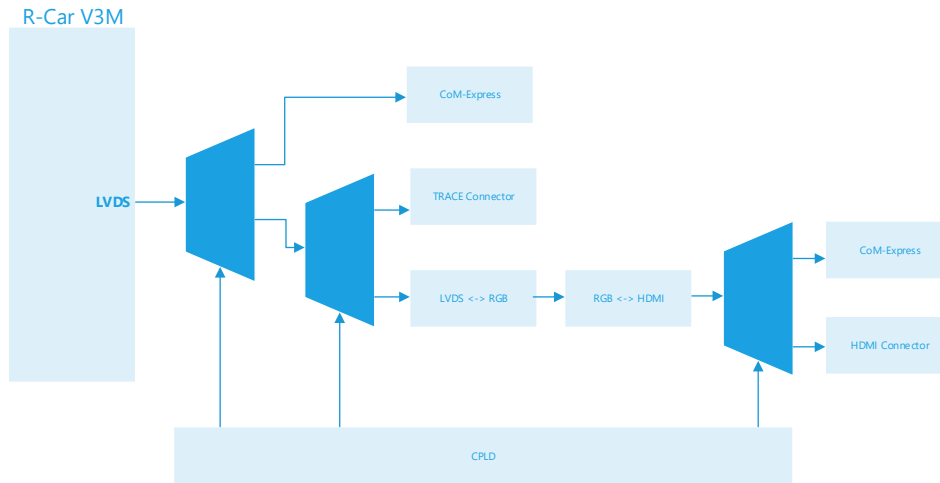 R-Car V3M
CoM-Express
LVDS
TRACE Connector
CoM-Express
LVDS <-> RGB
RGB <-> HDMI
HDMI Connector
CPLD